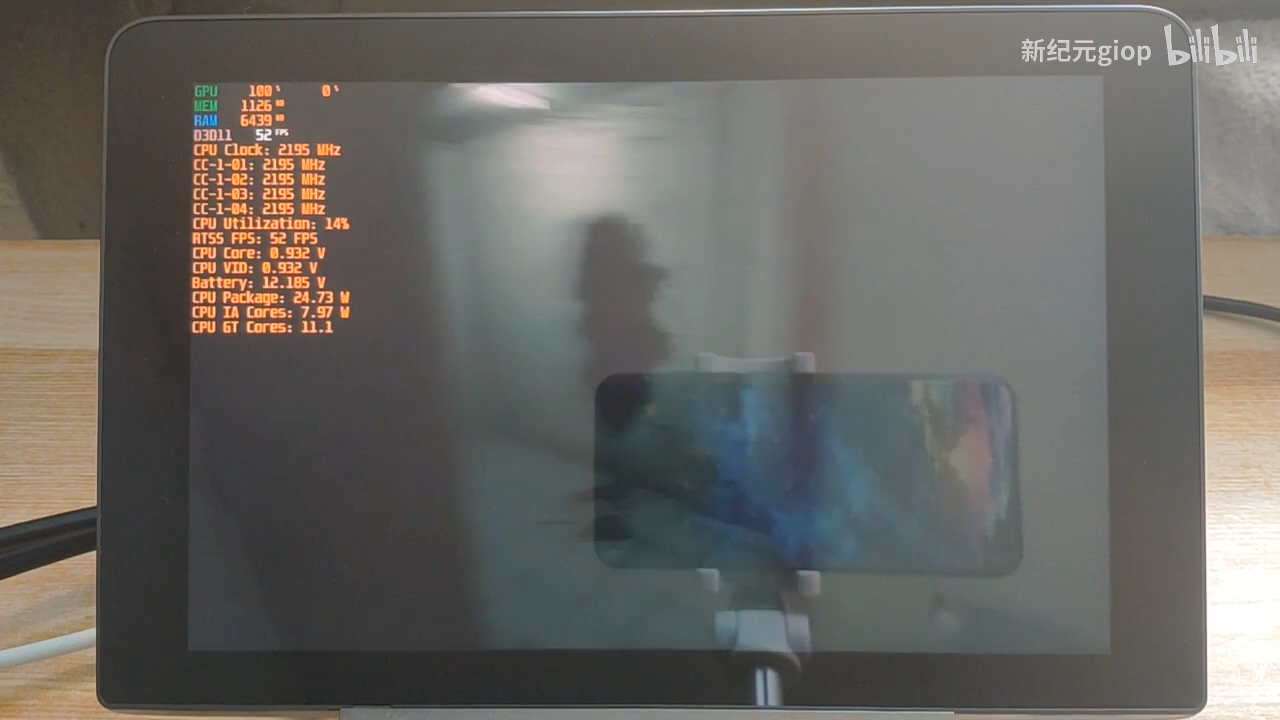 新纪元giop bilibili
GPU 100 % 0 %
MEM 1126 MB
RAM 6439 MB
D3D11 52 FPS
CPU Clock: 2195 MHz
CC-1-01: 2195 MHz
CC-1-02: 2195 MHz
CC-1-03: 2195 MHz
CC-1-04: 2195 MHz
CPU Utilization: 14%
RTSS FPS: 52 FPS
CPU Core: 0.932 V
CPU VID: 0.932 V
Battery: 12.185 V
CPU Package: 24.73 W
CPU IA Cores: 7.97 W
CPU GT Cores: 11.1